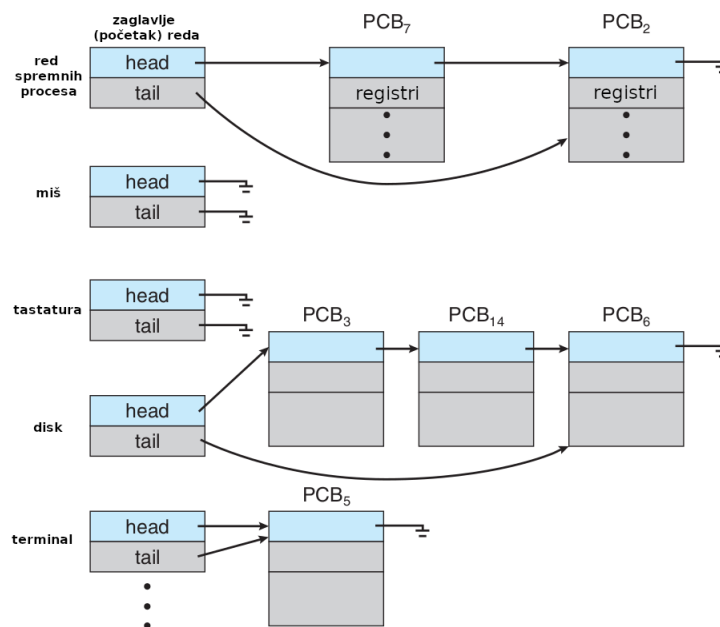 zaglavlje
(početak) reda
PCB7
PCB2
red
spremnih
procesa
head
tail
registri
registri
miš
head
tail
tastatura
head
tail
PCB3
PCB14
PCB6
disk
head
tail
PCB5
terminal
head
tail